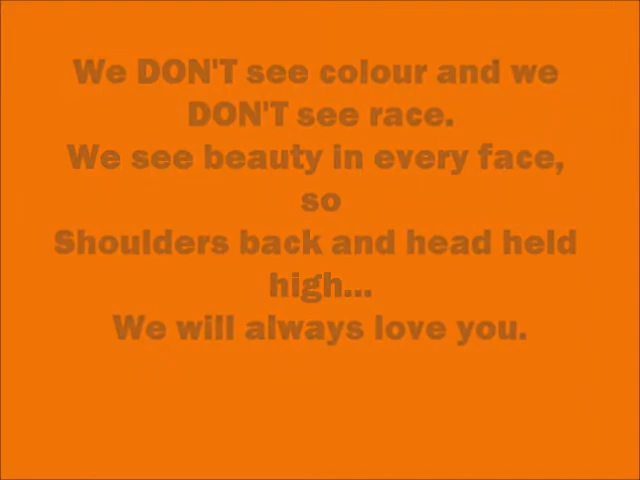 We DON'T see colour and we
DON'T see race.
We see beauty in every face,
so
Shoulders back and head held
high...
We will always love you.